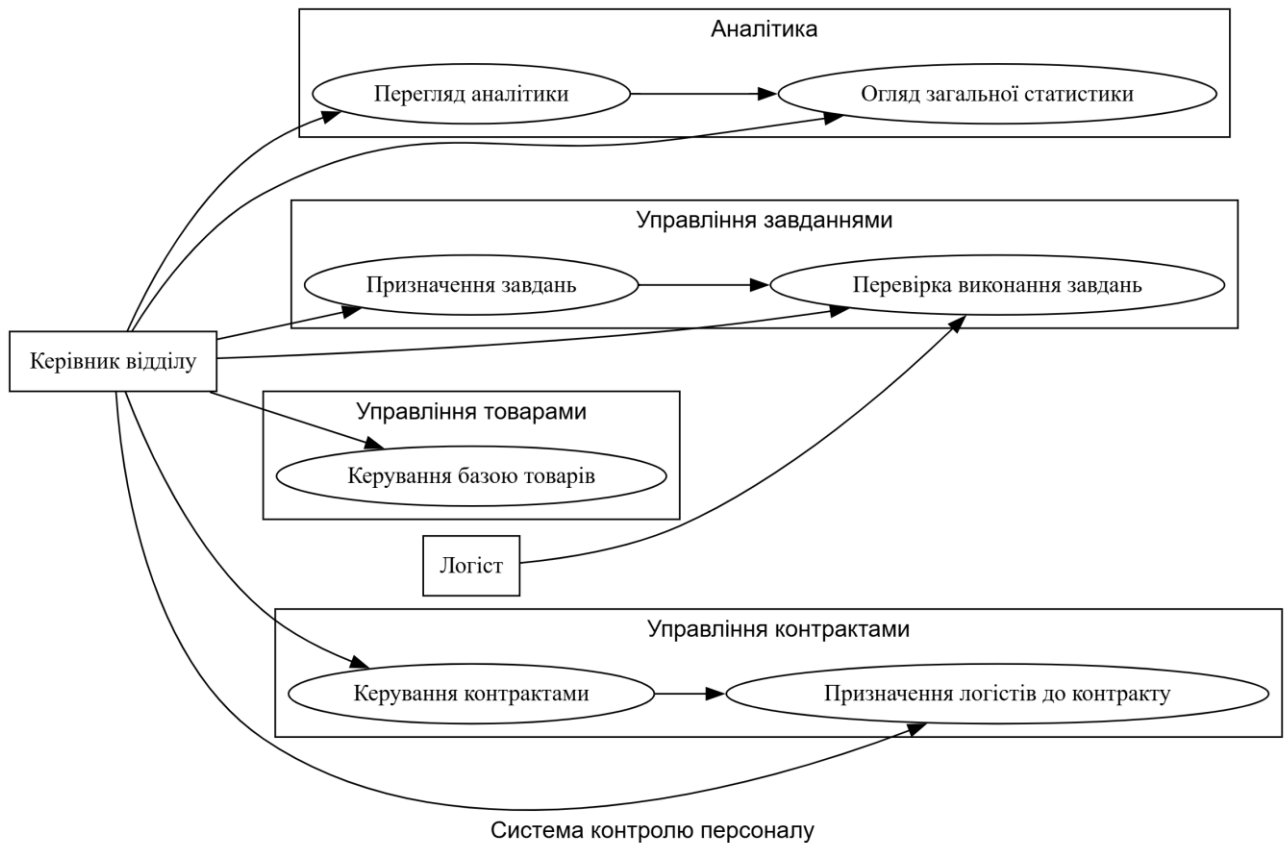 Аналітика
Перегляд аналітики
Огляд загальної статистики
Управління завданнями
Призначення завдань
Перевірка виконання завдань
Керівник відділу
Управління товарами
Керування базою товарів
Логіст
Управління контрактами
Керування контрактами
Призначення логістів до контракту
Система контролю персоналу